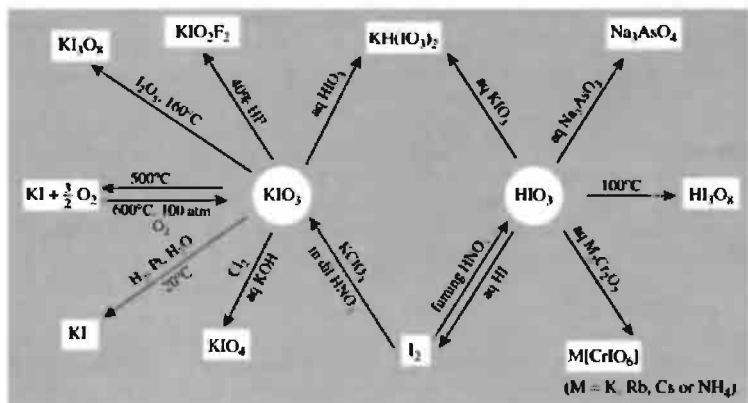 KI₃O₈
KIO₂F₂
KH(IO₃)₂
Na₃AsO₄
I₂O₅, 160°C
40% HF
aq HIO₃
aq KIO₃
aq Na₃AsO₃
KI + 3/2 O₂
500°C
600°C, 100 atm
O₂
KIO₃
HIO₃
100°C
HI₃O₈
H₂, Pt, H₂O
20°C
Cl₂
aq KOH
KClO₃
in dil HNO₃
fuming HNO₃
aq HI
aq M₂Cr₂O₇
KI
KIO₄
I₂
M[CrIO₆]
(M = K, Rb, Cs or NH₄)